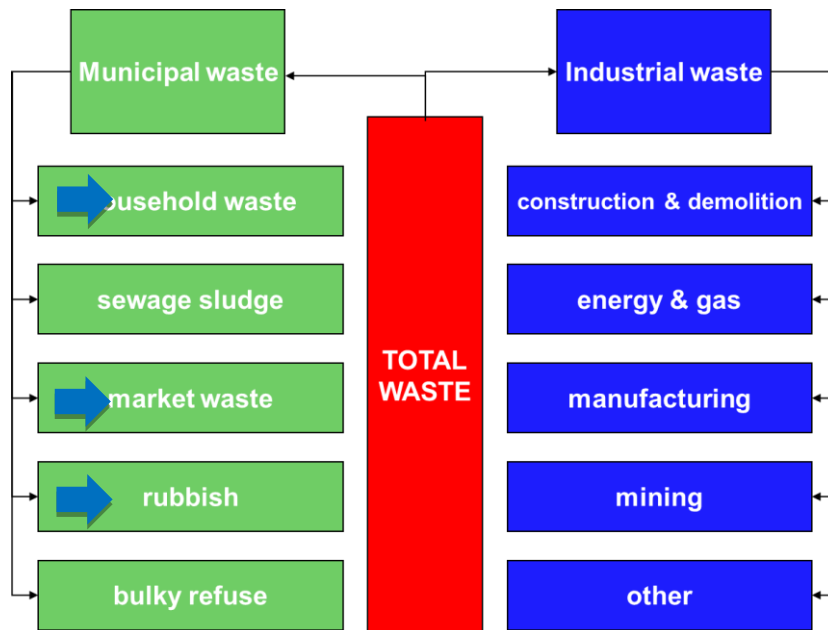 Municipal waste
Industrial waste
ousehold waste
construction & demolition
sewage sludge
energy & gas
TOTAL
WASTE
market waste
manufacturing
rubbish
mining
bulky refuse
other